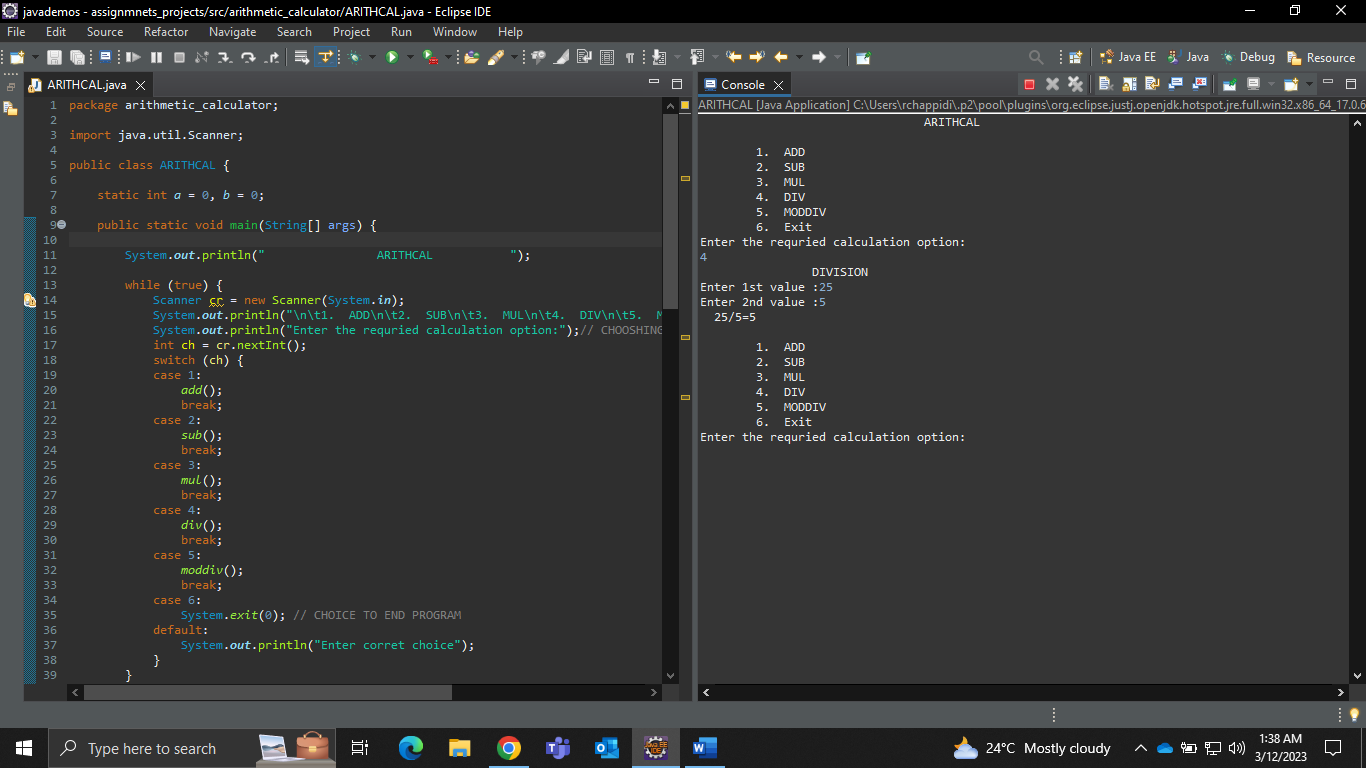 javademos - assignmnets_projects/src/arithmetic_calculator/ARITHCAL.java - Eclipse IDE
File Edit Source Refactor Navigate Search Project Run Window Help
Java EE Java Debug Resource
ARITHCAL.java
1 package arithmetic_calculator;
2
3 import java.util.Scanner;
4
5 public class ARITHCAL {
6
7 static int a = 0, b = 0;
8
9 public static void main(String[] args) {
10
11 System.out.println(" ARITHCAL ");
12
13 while (true) {
14 Scanner cr = new Scanner(System.in);
15 System.out.println("\n\t1. ADD\n\t2. SUB\n\t3. MUL\n\t4. DIV\n\t5. M
16 System.out.println("Enter the requried calculation option:");// CHOOSHING
17 int ch = cr.nextInt();
18 switch (ch) {
19 case 1:
20 add();
21 break;
22 case 2:
23 sub();
24 break;
25 case 3:
26 mul();
27 break;
28 case 4:
29 div();
30 break;
31 case 5:
32 moddiv();
33 break;
34 case 6:
35 System.exit(0); // CHOICE TO END PROGRAM
36 default:
37 System.out.println("Enter corret choice");
38 }
39 }
Console
ARITHCAL [Java Application] C:\Users\rchappidi\.p2\pool\plugins\org.eclipse.justj.openjdk.hotspot.jre.full.win32.x86_64_17.0.6
ARITHCAL
1. ADD
2. SUB
3. MUL
4. DIV
5. MODDIV
6. Exit
Enter the requried calculation option:
4
DIVISION
Enter 1st value :25
Enter 2nd value :5
25/5=5
1. ADD
2. SUB
3. MUL
4. DIV
5. MODDIV
6. Exit
Enter the requried calculation option:
Type here to search
24°C Mostly cloudy
1:38 AM
3/12/2023